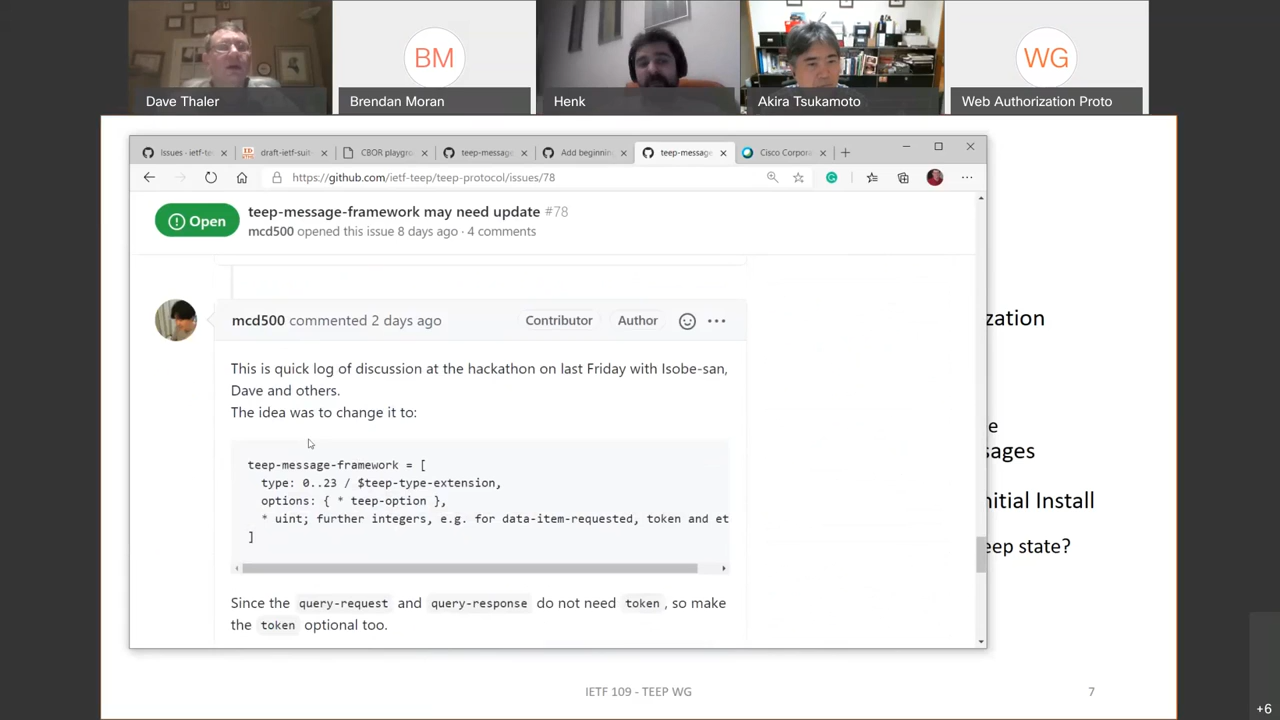 BM
WG
Dave Thaler
Brendan Moran
Henk
Akira Tsukamoto
Web Authorization Proto
Issues · ietf-te
draft-ietf-suit
CBOR playgro
teep-message
Add beginnin
teep-message
Cisco Corpora
https://github.com/ietf-teep/teep-protocol/issues/78
Open
teep-message-framework may need update #78
mcd500 opened this issue 8 days ago · 4 comments
mcd500 commented 2 days ago
Contributor
Author
This is quick log of discussion at the hackathon on last Friday with Isobe-san,
Dave and others.
The idea was to change it to:
teep-message-framework = [
type: 0..23 / $teep-type-extension,
options: { * teep-option },
* uint; further integers, e.g. for data-item-requested, token and et
]
Since the query-request and query-response do not need token , so make
the token optional too.
zation
e
sages
nitial Install
eep state?
IETF 109 - TEEP WG
7
+6